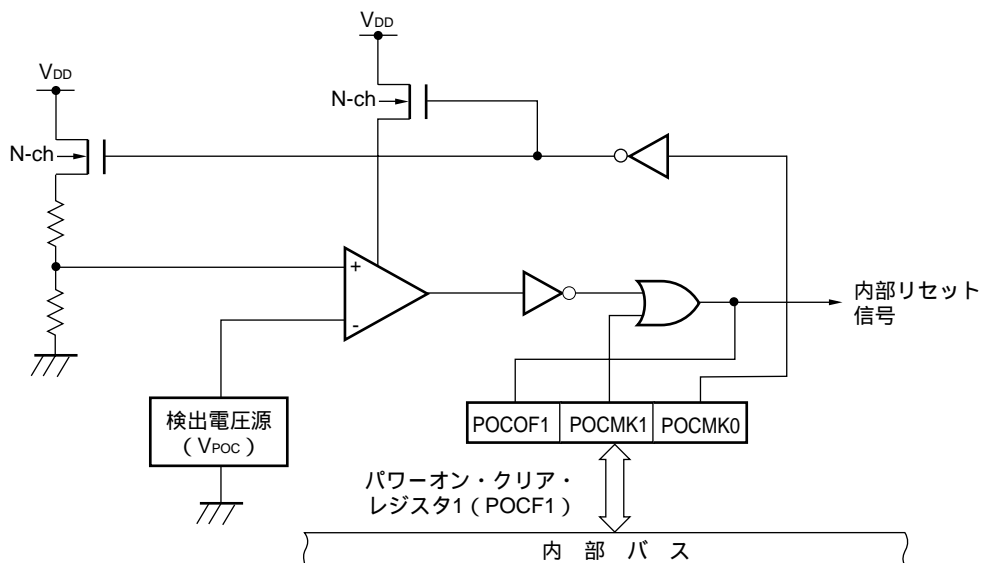 VDD
VDD
N-ch
N-ch
+
-
内部リセット
信号
検出電圧源
（VPOC）
POCOF1 POCMK1 POCMK0
パワーオン・クリア・
レジスタ1（POCF1）
内 部 バ ス